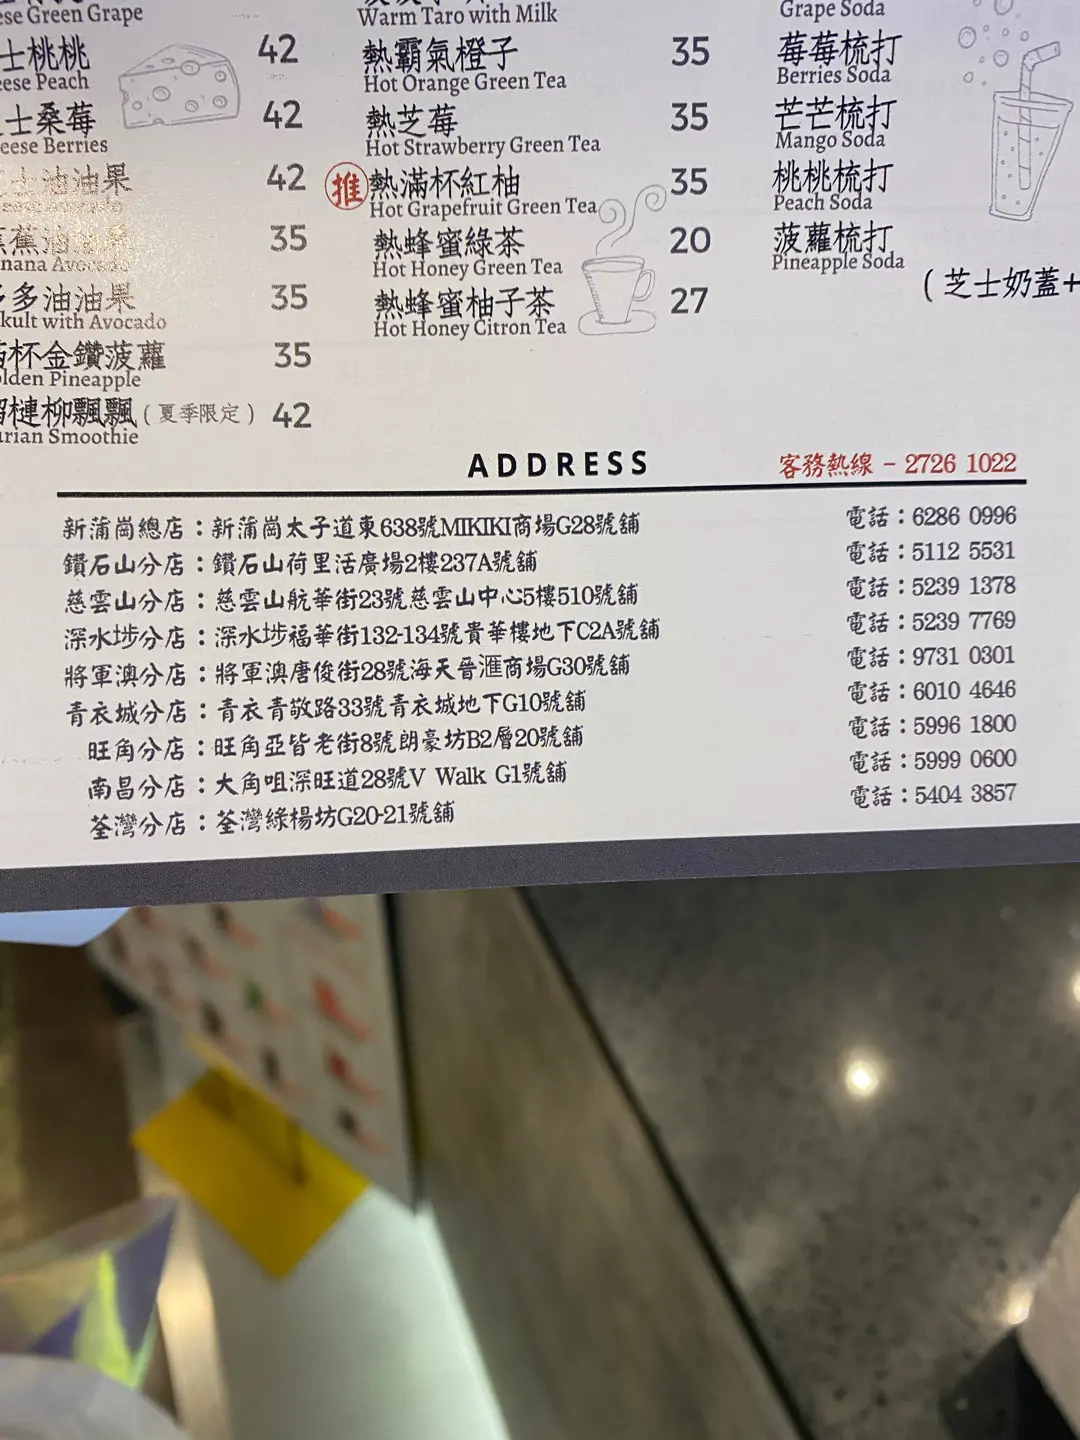 Green Grape
桃桃 42
Peach
士桑莓 42
Berries
油油果 42
35
Avocado
多油油果 35
with Avocado
杯金鑽菠蘿 35
Pineapple
槤柳飄飄(夏季限定) 42
Smoothie
Warm Taro with Milk
熱霸氣橙子 35
Hot Orange Green Tea
熱芝莓 35
Hot Strawberry Green Tea
推 熱滿杯紅柚 35
Hot Grapefruit Green Tea
熱蜂蜜綠茶 20
Hot Honey Green Tea
熱蜂蜜柚子茶 27
Hot Honey Citron Tea
Grape Soda
莓莓梳打
Berries Soda
芒芒梳打
Mango Soda
桃桃梳打
Peach Soda
菠蘿梳打
Pineapple Soda
(芝士奶蓋+
ADDRESS 客務熱線 - 2726 1022
新蒲崗總店：新蒲崗太子道東638號MIKIKI商場G28號舖 電話：6286 0996
鑽石山分店：鑽石山荷里活廣場2樓237A號舖 電話：5112 5531
慈雲山分店：慈雲山毓華街23號慈雲山中心5樓510號舖 電話：5239 1378
深水埗分店：深水埗福華街132-134號貴華樓地下C2A號舖 電話：5239 7769
將軍澳分店：將軍澳唐俊街28號海天晉滙商場G30號舖 電話：9731 0301
青衣城分店：青衣青敬路33號青衣城地下G10號舖 電話：6010 4646
旺角分店：旺角亞皆老街8號朗豪坊B2層20號舖 電話：5996 1800
南昌分店：大角咀深旺道28號V Walk G1號舖 電話：5999 0600
荃灣分店：荃灣綠楊坊G20-21號舖 電話：5404 3857